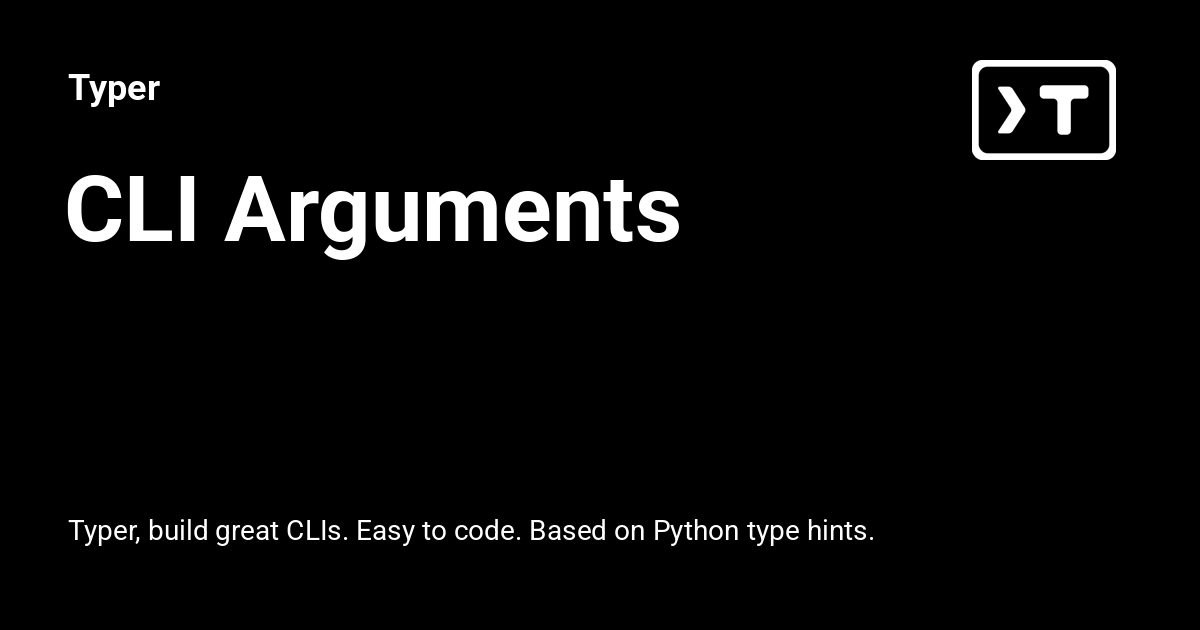 Typer
❯ T
CLI Arguments
Typer, build great CLIs. Easy to code. Based on Python type hints.